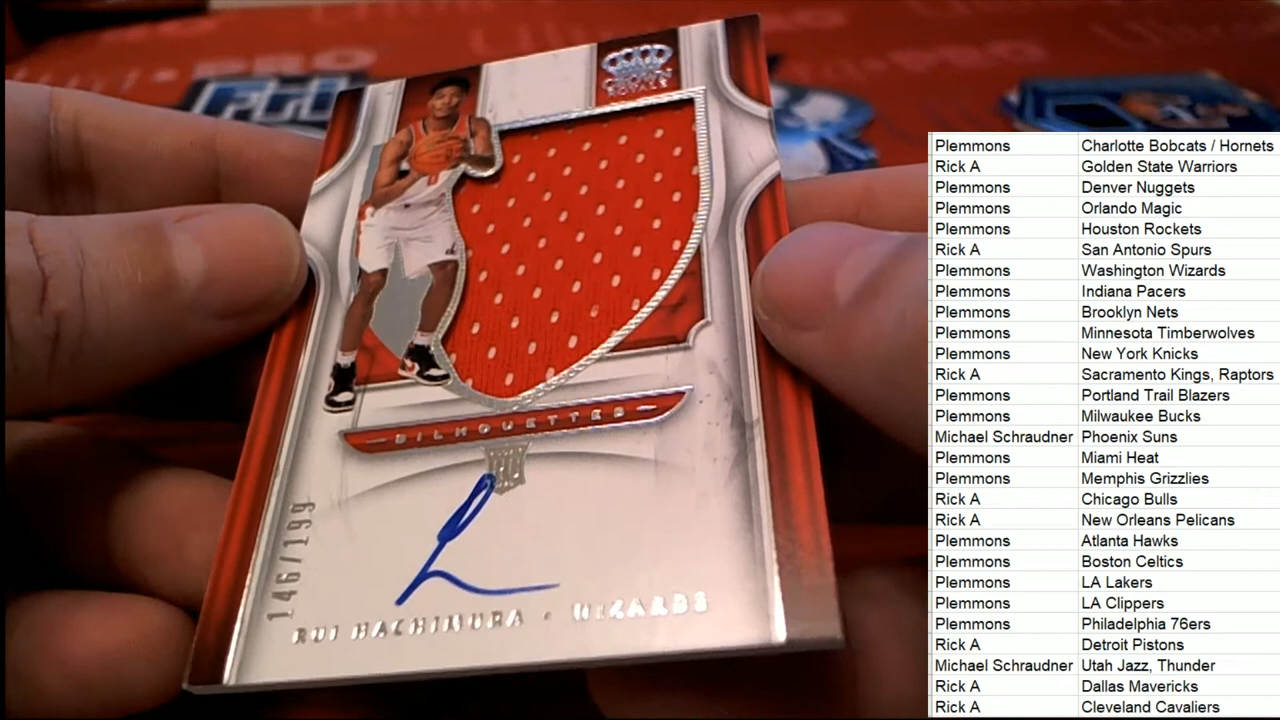 CROWN
ROYALE
SILHOUETTES
RC
146/199
RUI HACHIMURA · WIZARDS
Plemmons Charlotte Bobcats / Hornets
Rick A Golden State Warriors
Plemmons Denver Nuggets
Plemmons Orlando Magic
Plemmons Houston Rockets
Rick A San Antonio Spurs
Plemmons Washington Wizards
Plemmons Indiana Pacers
Plemmons Brooklyn Nets
Plemmons Minnesota Timberwolves
Plemmons New York Knicks
Rick A Sacramento Kings, Raptors
Plemmons Portland Trail Blazers
Plemmons Milwaukee Bucks
Michael Schraudner Phoenix Suns
Plemmons Miami Heat
Plemmons Memphis Grizzlies
Rick A Chicago Bulls
Rick A New Orleans Pelicans
Plemmons Atlanta Hawks
Plemmons Boston Celtics
Plemmons LA Lakers
Plemmons LA Clippers
Plemmons Philadelphia 76ers
Rick A Detroit Pistons
Michael Schraudner Utah Jazz, Thunder
Rick A Dallas Mavericks
Rick A Cleveland Cavaliers